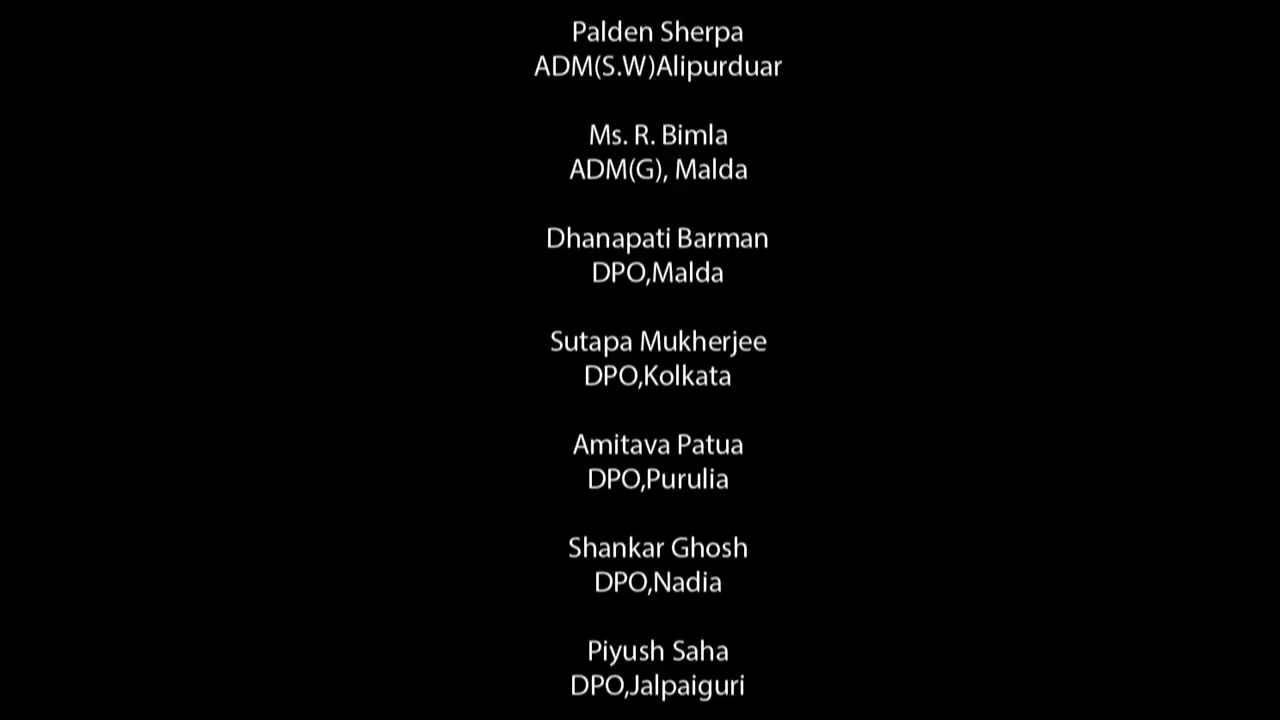 Palden Sherpa
ADM(S.W)Alipurduar
Ms. R. Bimla
ADM(G), Malda
Dhanapati Barman
DPO,Malda
Sutapa Mukherjee
DPO,Kolkata
Amitava Patua
DPO,Purulia
Shankar Ghosh
DPO,Nadia
Piyush Saha
DPO,Jalpaiguri